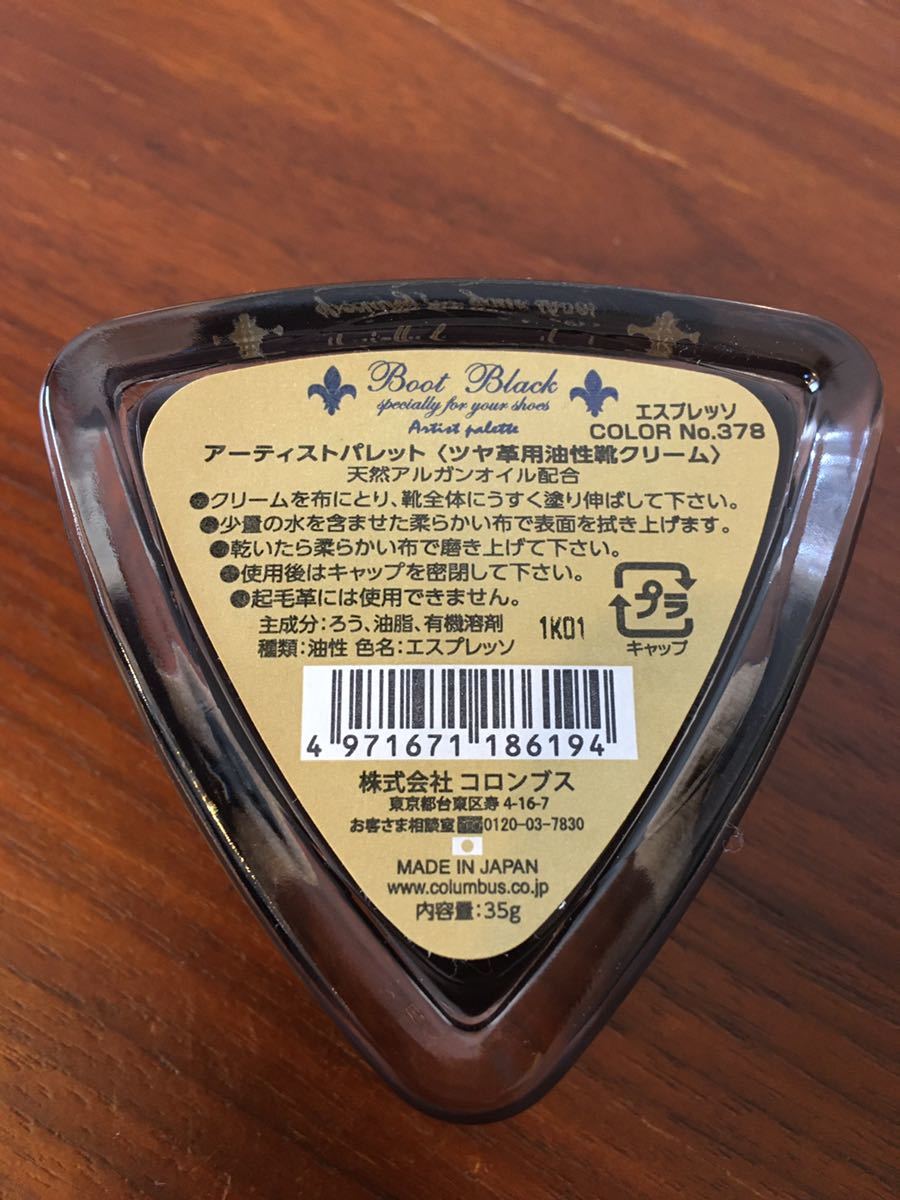 Boot Black
specially for your shoes
Artist palette
エスプレッソ
COLOR No.378
アーティストパレット〈ツヤ革用油性靴クリーム〉
天然アルガンオイル配合
●クリームを布にとり、靴全体にうすく塗り伸ばして下さい。
●少量の水を含ませた柔らかい布で表面を拭き上げます。
●乾いたら柔らかい布で磨き上げて下さい。
●使用後はキャップを密閉して下さい。
●起毛革には使用できません。
主成分:ろう、油脂、有機溶剤 1K01
種類:油性 色名:エスプレッソ
プラ
キャップ
4 971671 186194
株式会社 コロンブス
東京都台東区寿 4-16-7
お客さま相談室 0120-03-7830
MADE IN JAPAN
www.columbus.co.jp
内容量:35g